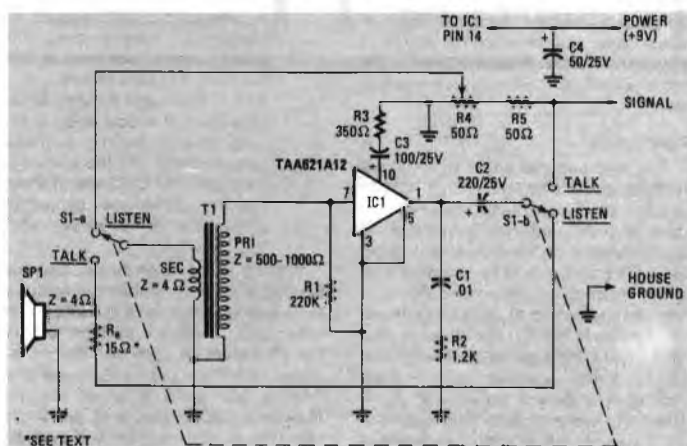 TO IC1
PIN 14
POWER
(+9V)
+
C4
50/25V
R3
350Ω
R4
50Ω
R5
50Ω
SIGNAL
C3
100/25V
+
TAA621A12
10
7
IC1
1
5
3
C2
220/25V
+
TALK
S1-b
LISTEN
S1-a
LISTEN
TALK
T1
SEC
Z = 4 Ω
PRI
Z = 500-1000Ω
R1
220K
C1
.01
R2
1.2K
HOUSE
GROUND
SP1
Z = 4Ω
15Ω*
*SEE TEXT